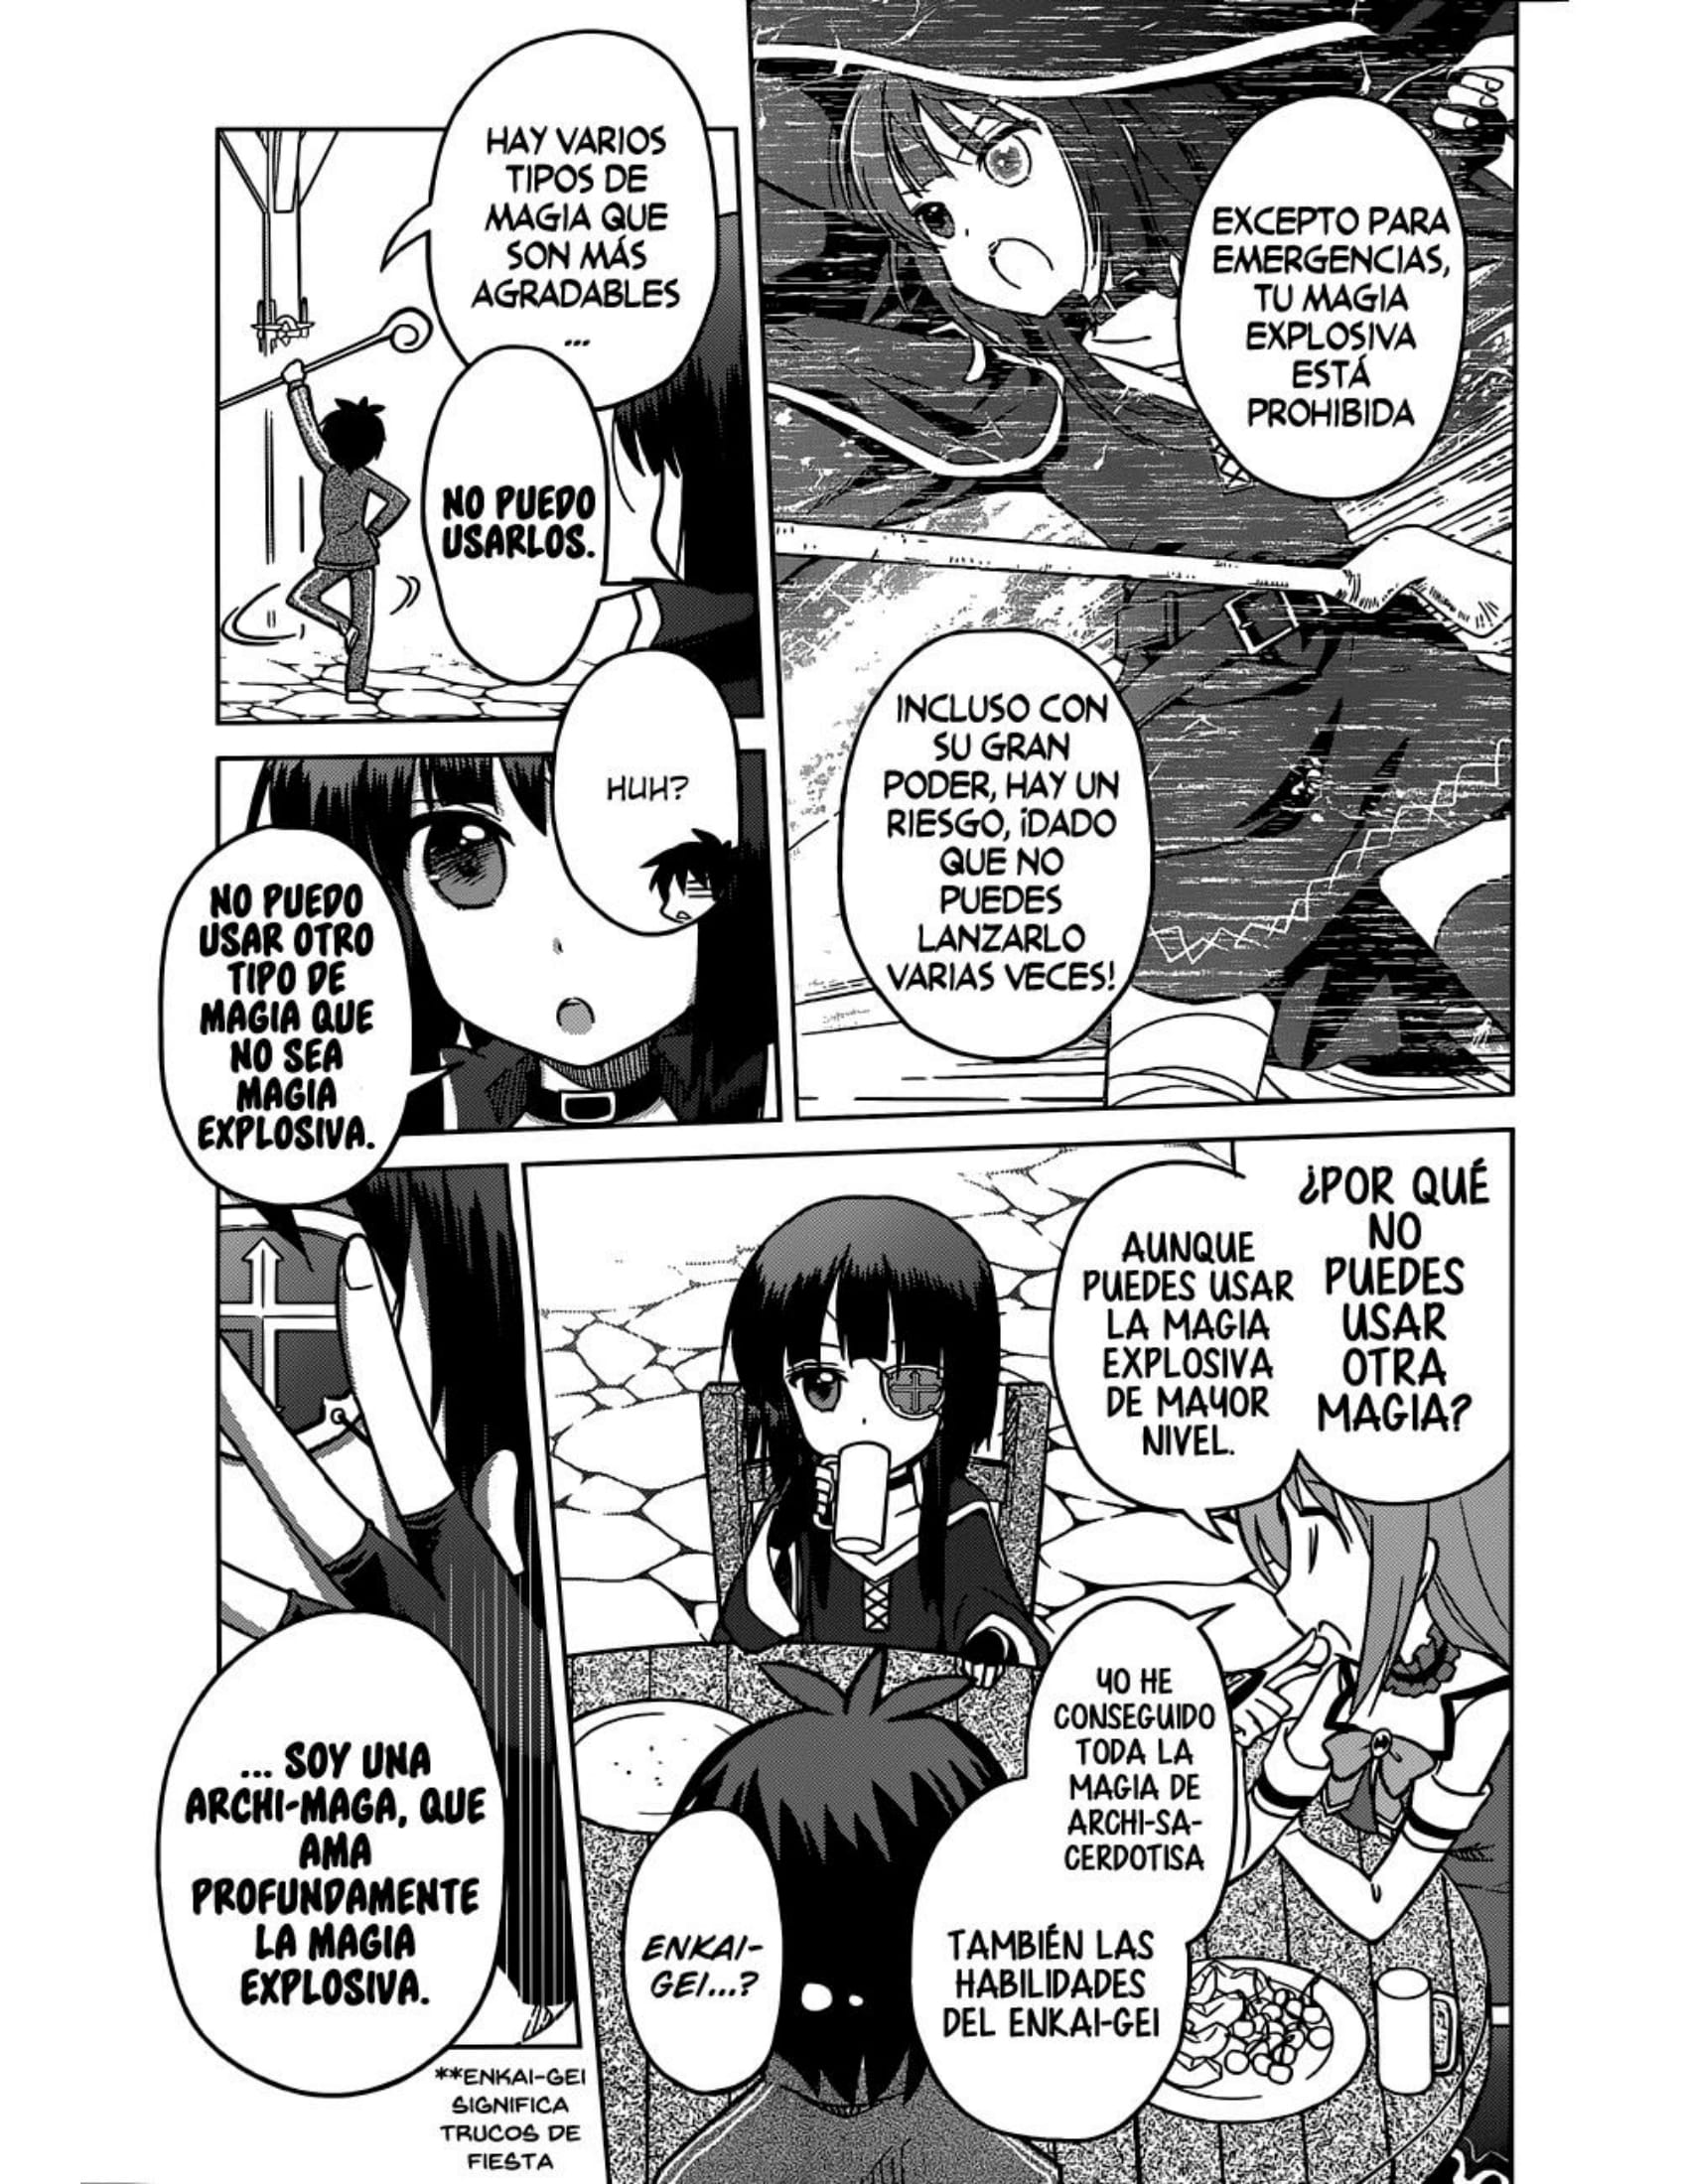 EXCEPTO PARA
EMERGENCIAS,
TU MAGIA
EXPLOSIVA
ESTÁ
PROHIBIDA
INCLUSO CON
SU GRAN
PODER, HAY UN
RIESGO, ¡DADO
QUE NO
PUEDES
LANZARLO
VARIAS VECES!
HAY VARIOS
TIPOS DE
MAGIA QUE
SON MÁS
AGRADABLES
...
NO PUEDO
USARLOS.
HUH?
NO PUEDO
USAR OTRO
TIPO DE
MAGIA QUE
NO SEA
MAGIA
EXPLOSIVA.
¿POR QUÉ
NO
PUEDES
USAR
OTRA
MAGIA?
AUNQUE
PUEDES USAR
LA MAGIA
EXPLOSIVA
DE MAYOR
NIVEL.
YO HE
CONSEGUIDO
TODA LA
MAGIA DE
ARCHI-SA-
CERDOTISA
TAMBIÉN LAS
HABILIDADES
DEL ENKAI-GEI
ENKAI-
GEI...?
... SOY UNA
ARCHI-MAGA, QUE
AMA
PROFUNDAMENTE
LA MAGIA
EXPLOSIVA.
**ENKAI-GEI
SIGNIFICA
TRUCOS DE
FIESTA